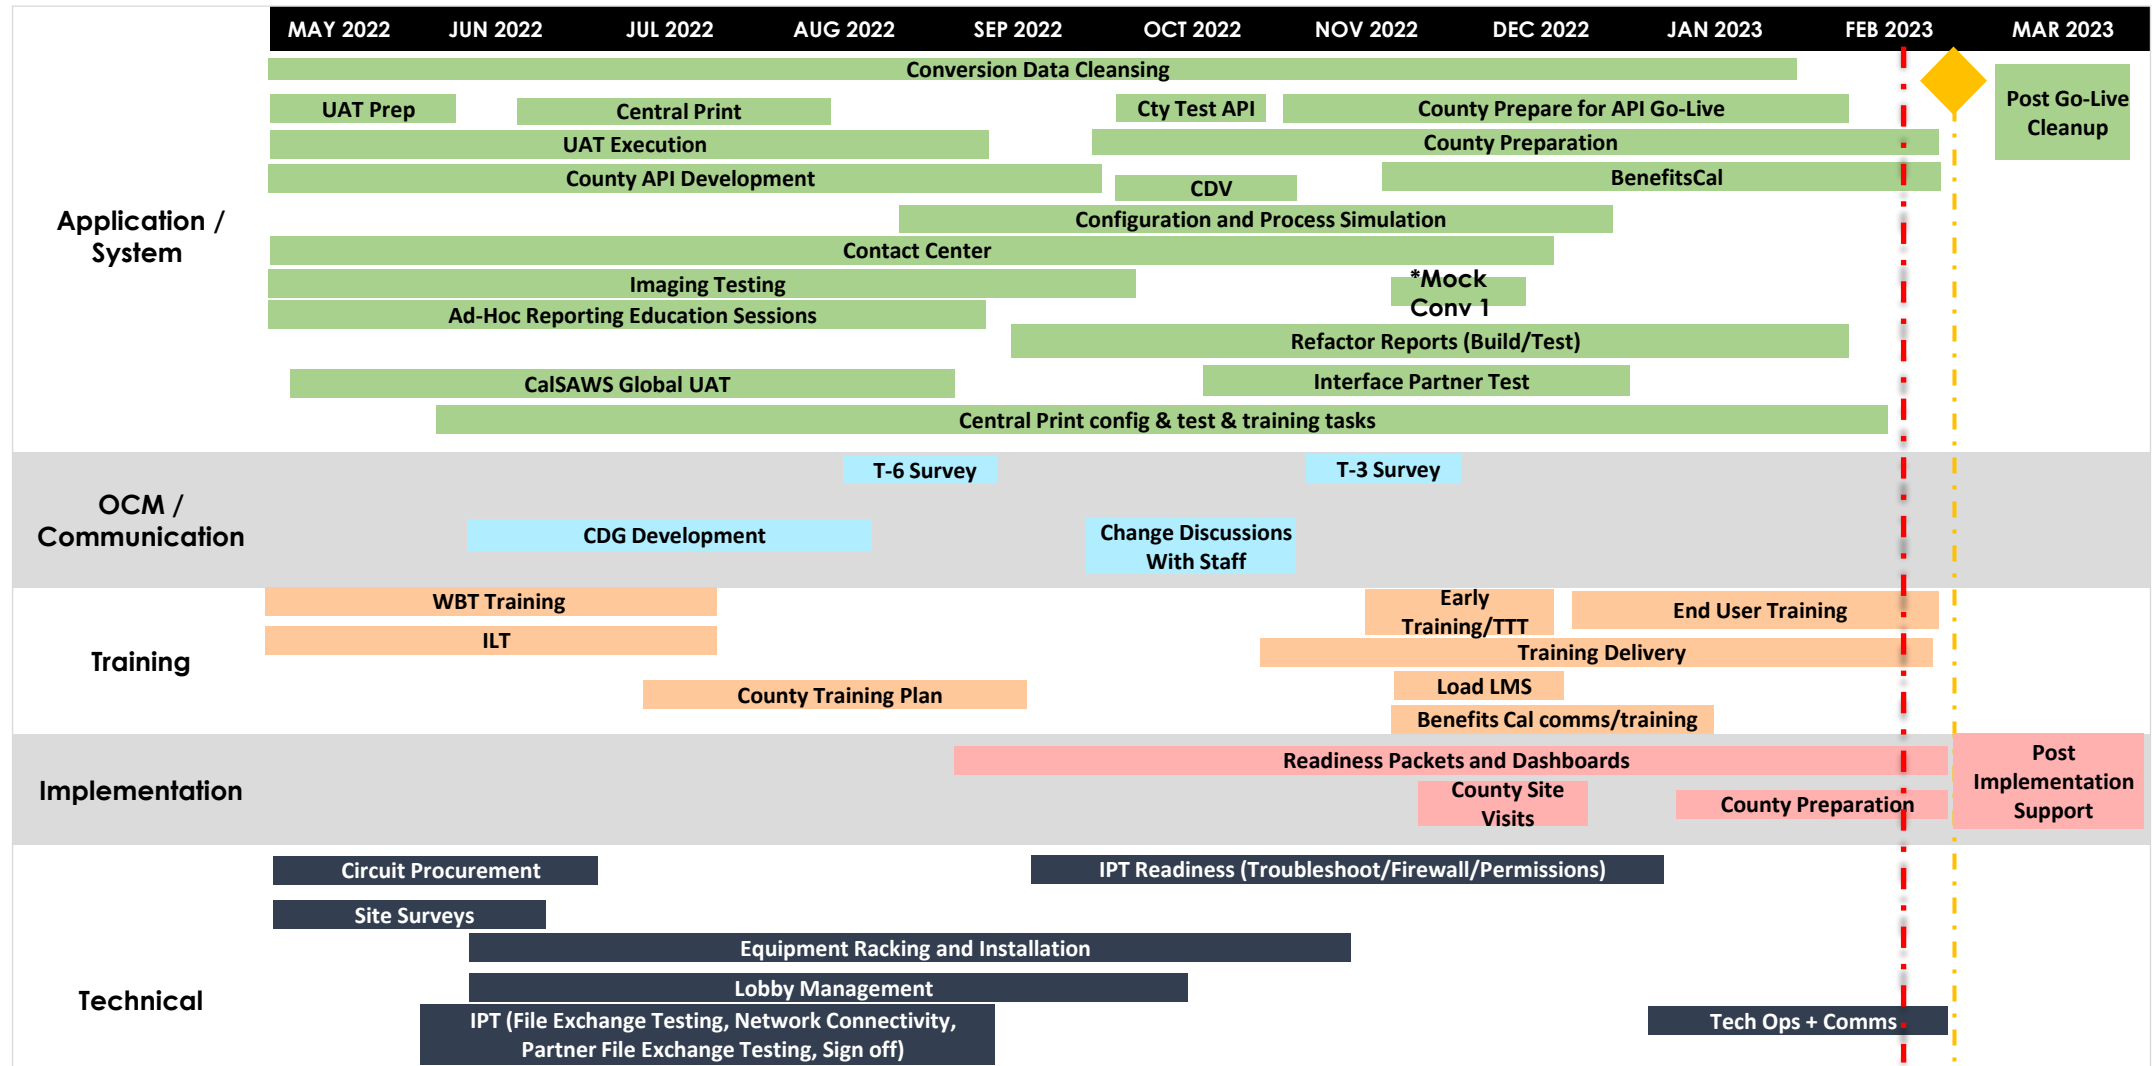 MAY 2022 JUN 2022 JUL 2022 AUG 2022 SEP 2022 OCT 2022 NOV 2022 DEC 2022 JAN 2023 FEB 2023 MAR 2023
Application /
System
Conversion Data Cleansing
UAT Prep
Central Print
Cty Test API
County Prepare for API Go-Live
Post Go-Live
Cleanup
UAT Execution
County Preparation
County API Development
CDV
BenefitsCal
Configuration and Process Simulation
Contact Center
Imaging Testing
*Mock
Conv 1
Ad-Hoc Reporting Education Sessions
Refactor Reports (Build/Test)
CalSAWS Global UAT
Interface Partner Test
Central Print config & test & training tasks
OCM /
Communication
T-6 Survey
T-3 Survey
CDG Development
Change Discussions
With Staff
Training
WBT Training
Early
Training/TTT
End User Training
ILT
Training Delivery
County Training Plan
Load LMS
Benefits Cal comms/training
Implementation
Readiness Packets and Dashboards
County Site
Visits
County Preparation
Post
Implementation
Support
Technical
Circuit Procurement
IPT Readiness (Troubleshoot/Firewall/Permissions)
Site Surveys
Equipment Racking and Installation
Lobby Management
IPT (File Exchange Testing, Network Connectivity,
Partner File Exchange Testing, Sign off)
Tech Ops + Comms